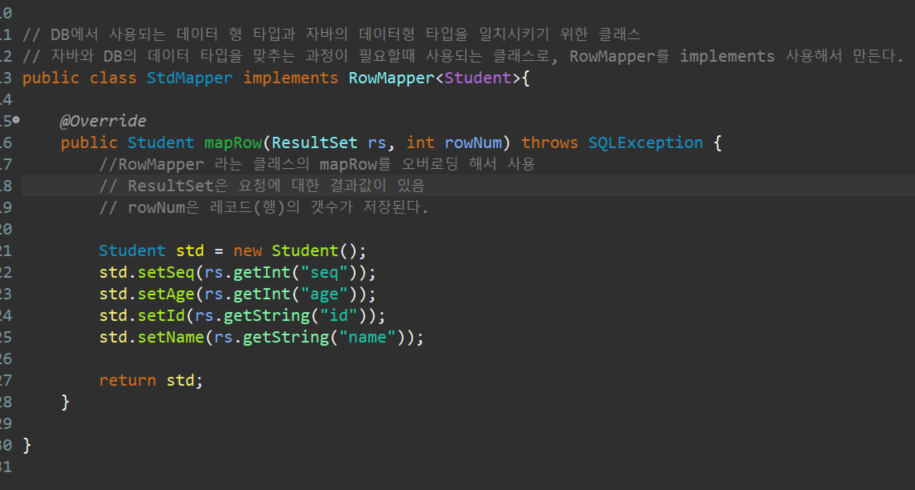 10
11 // DB에서 사용되는 데이터 형 타입과 자바의 데이터형 타입을 일치시키기 위한 클래스
12 // 자바와 DB의 데이터 타입을 맞추는 과정이 필요할때 사용되는 클래스로, RowMapper를 implements 사용해서 만든다.
13 public class StdMapper implements RowMapper<Student>{
14
15 @Override
16 public Student mapRow(ResultSet rs, int rowNum) throws SQLException {
17 //RowMapper 라는 클래스의 mapRow를 오버로딩 해서 사용
18 // ResultSet은 요청에 대한 결과값이 있음
19 // rowNum은 레코드(행)의 갯수가 저장된다.
20
21 Student std = new Student();
22 std.setSeq(rs.getInt("seq"));
23 std.setAge(rs.getInt("age"));
24 std.setId(rs.getString("id"));
25 std.setName(rs.getString("name"));
26
27 return std;
28 }
29
30 }
31